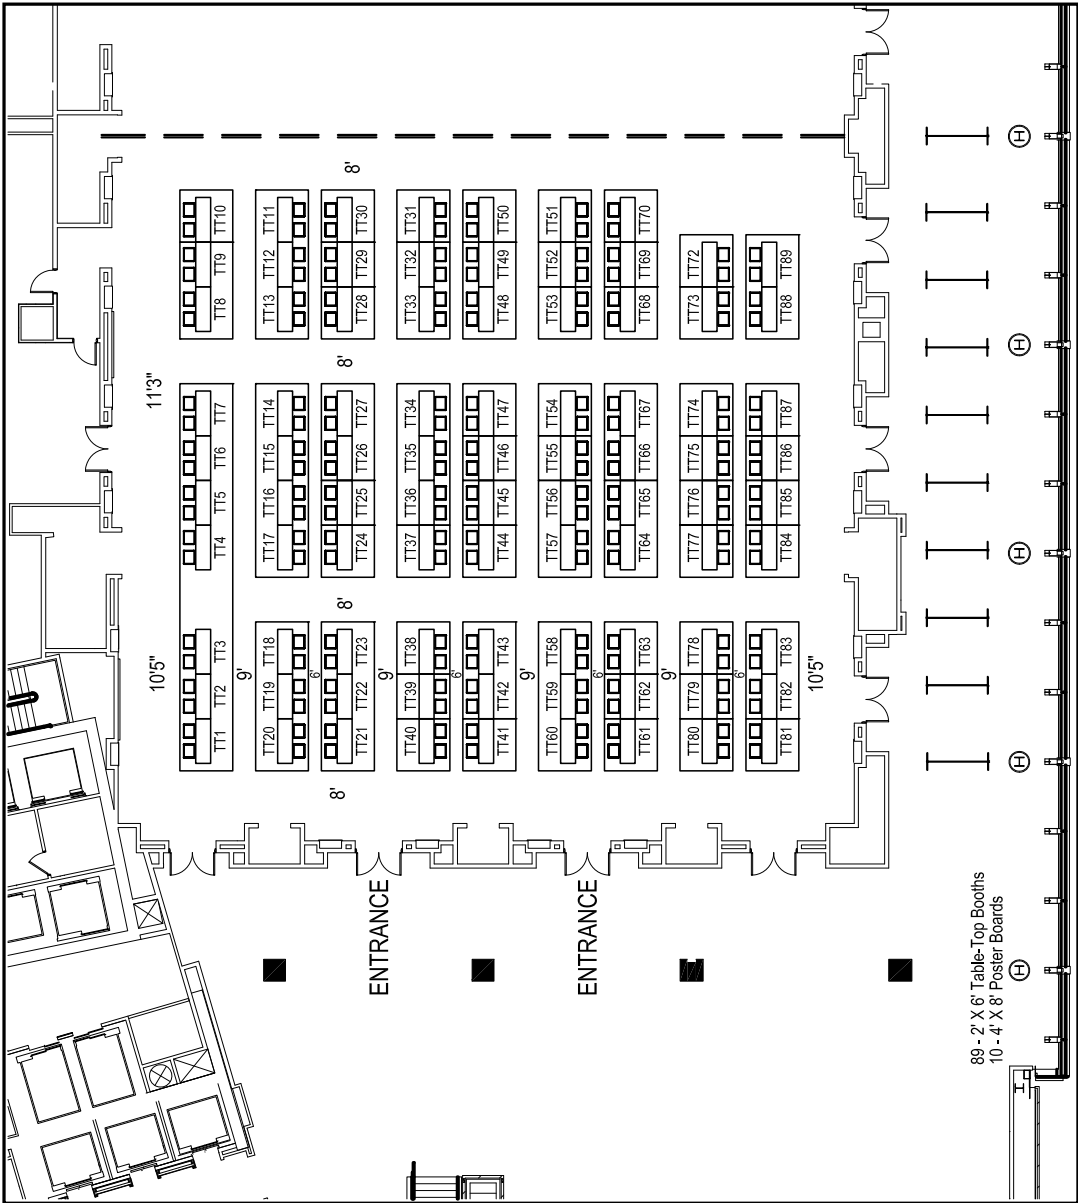 8'
TT10
TT9
TT8
TT11
TT12
TT13
TT30
TT29
TT28
TT31
TT32
TT33
TT50
TT49
TT48
TT51
TT52
TT53
TT70
TT69
TT68
TT72
TT73
TT89
TT88
11'3"
8'
TT7
TT6
TT5
TT4
TT14
TT15
TT16
TT17
TT27
TT26
TT25
TT24
TT34
TT35
TT36
TT37
TT47
TT46
TT45
TT44
TT54
TT55
TT56
TT57
TT67
TT66
TT65
TT64
TT74
TT75
TT76
TT77
TT87
TT86
TT85
TT84
8'
10'5"
TT3
TT2
TT1
9'
TT18
TT19
TT20
6'
TT23
TT22
TT21
9'
TT38
TT39
TT40
6'
TT43
TT42
TT41
9'
TT58
TT59
TT60
6'
TT63
TT62
TT61
9'
TT78
TT79
TT80
6'
TT83
TT82
TT81
10'5"
8'
ENTRANCE
ENTRANCE
89 - 2' X 6' Table-Top Booths
10 - 4' X 8' Poster Boards
H
H
H
H
H